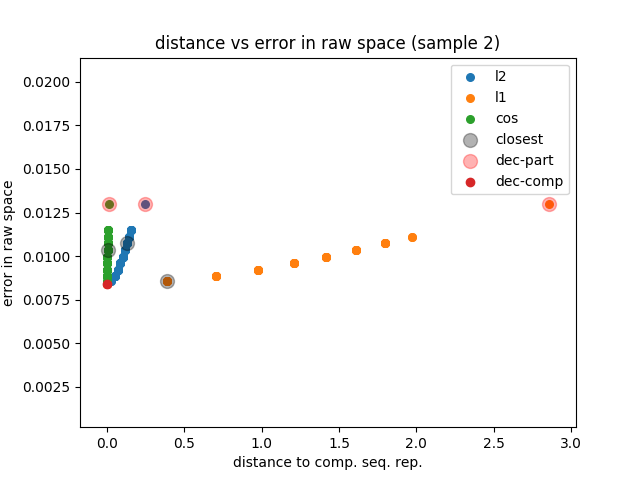 distance vs error in raw space (sample 2)
error in raw space
0.0200
0.0175
0.0150
0.0125
0.0100
0.0075
0.0050
0.0025
l2
l1
cos
closest
dec-part
dec-comp
0.0 0.5 1.0 1.5 2.0 2.5 3.0
distance to comp. seq. rep.